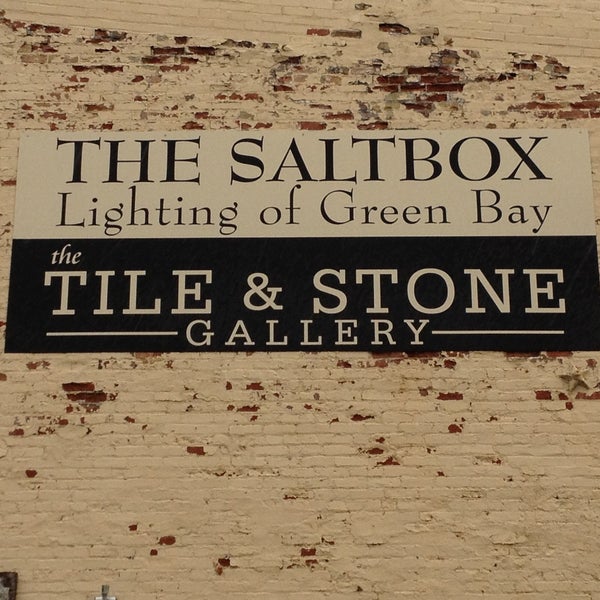 THE SALTBOX
Lighting of Green Bay
the
TILE & STONE
GALLERY